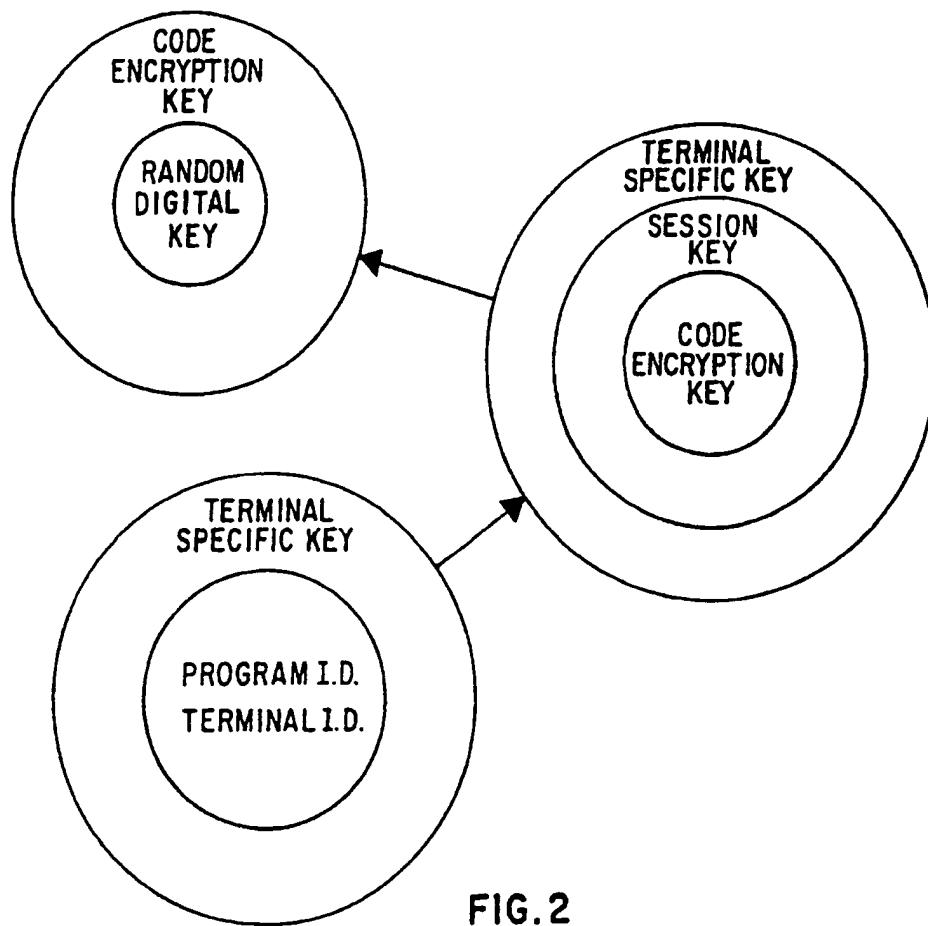 CODE
ENCRYPTION
KEY
RANDOM
DIGITAL
KEY
TERMINAL
SPECIFIC KEY
SESSION
KEY
CODE
ENCRYPTION
KEY
TERMINAL
SPECIFIC KEY
PROGRAM I.D.
TERMINAL I.D.
FIG. 2